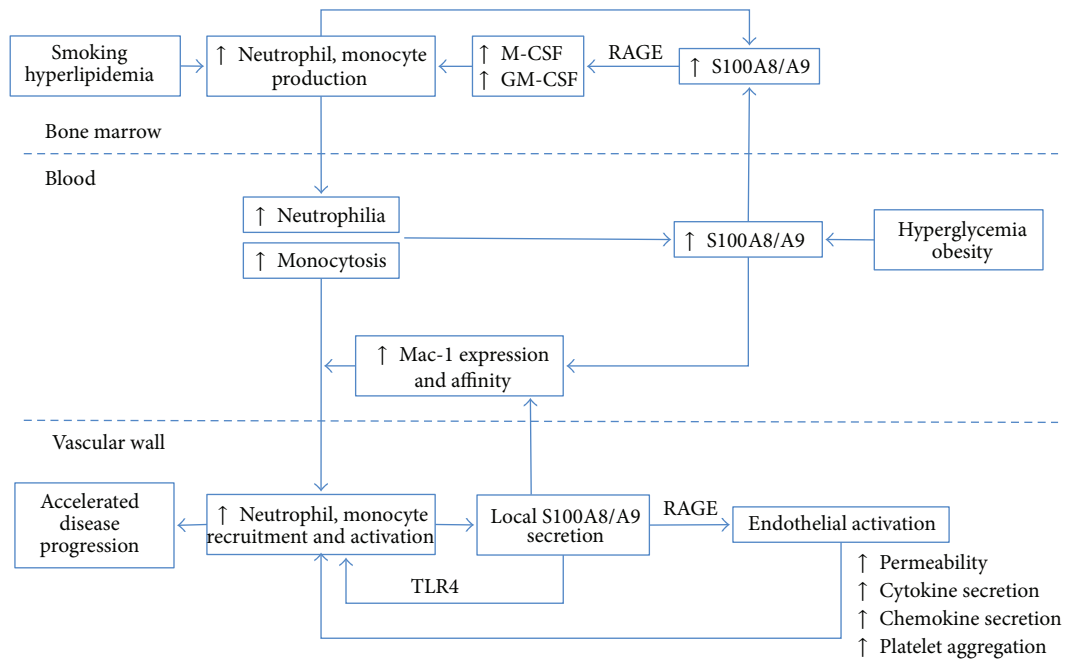 Smoking
hyperlipidemia
↑ Neutrophil, monocyte
production
↑ M-CSF
↑ GM-CSF
RAGE
↑ S100A8/A9
Bone marrow
Blood
↑ Neutrophilia
↑ Monocytosis
↑ S100A8/A9
Hyperglycemia
obesity
↑ Mac-1 expression
and affinity
Vascular wall
Accelerated
disease
progression
↑ Neutrophil, monocyte
recruitment and activation
Local S100A8/A9
secretion
RAGE
Endothelial activation
TLR4
↑ Permeability
↑ Cytokine secretion
↑ Chemokine secretion
↑ Platelet aggregation